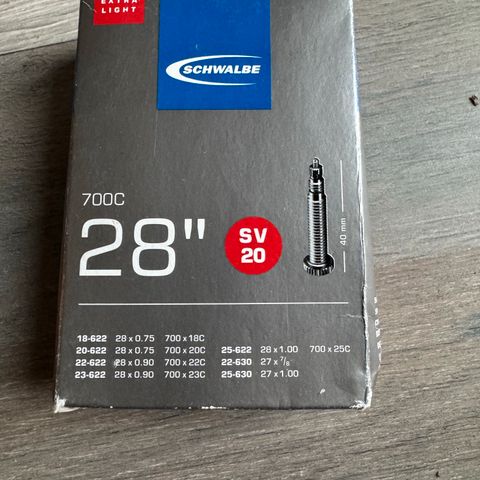 EXTRA
LIGHT
SCHWALBE
700C
28"
SV
20
40 mm
18-622 28 x 0.75 700 x 18C
20-622 28 x 0.75 700 x 20C 25-622 28 x 1.00 700 x 25C
22-622 28 x 0.90 700 x 22C 22-630 27 x 7/8
23-622 28 x 0.90 700 x 23C 25-630 27 x 1.00